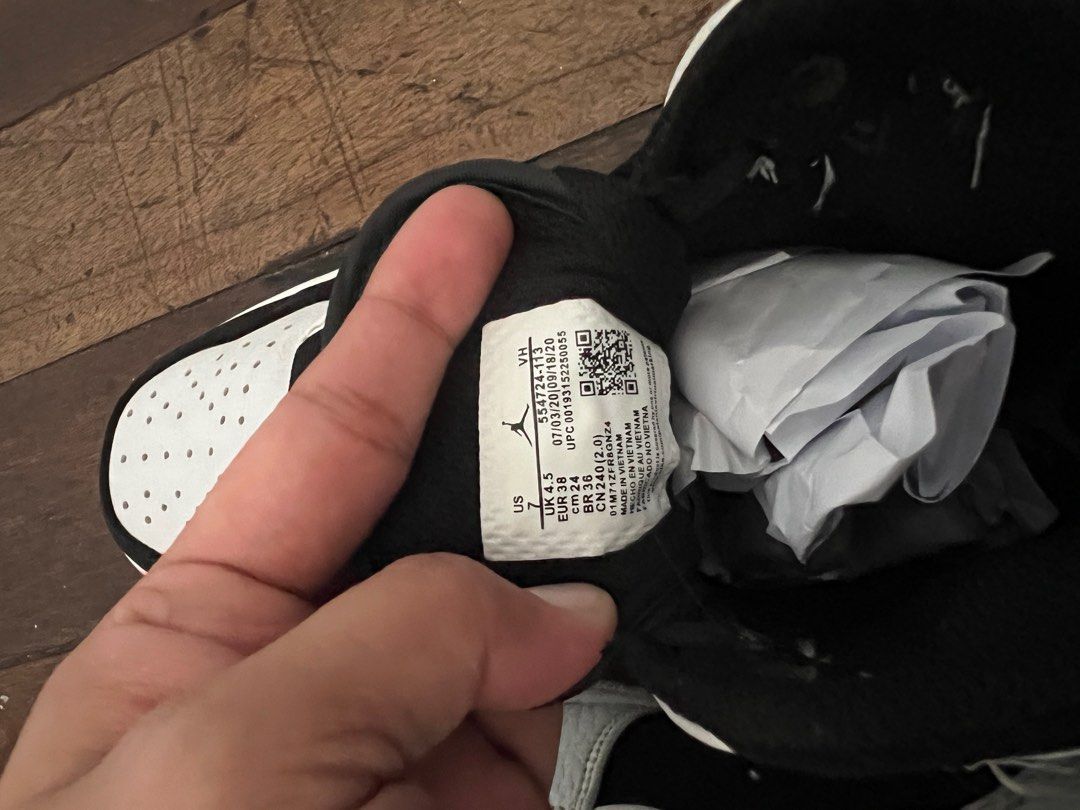 US
7
VH
UK 4.5
554724-113
EUR 38
07/03/20|09/18/20
cm 24
UPC 00193152250055
BR 36
CN 240(2,0)
01M71ZFR8GNZ4
MADE IN VIETNAM
HECHO EN VIETNAM
FABRIQUE AU VIETNAM